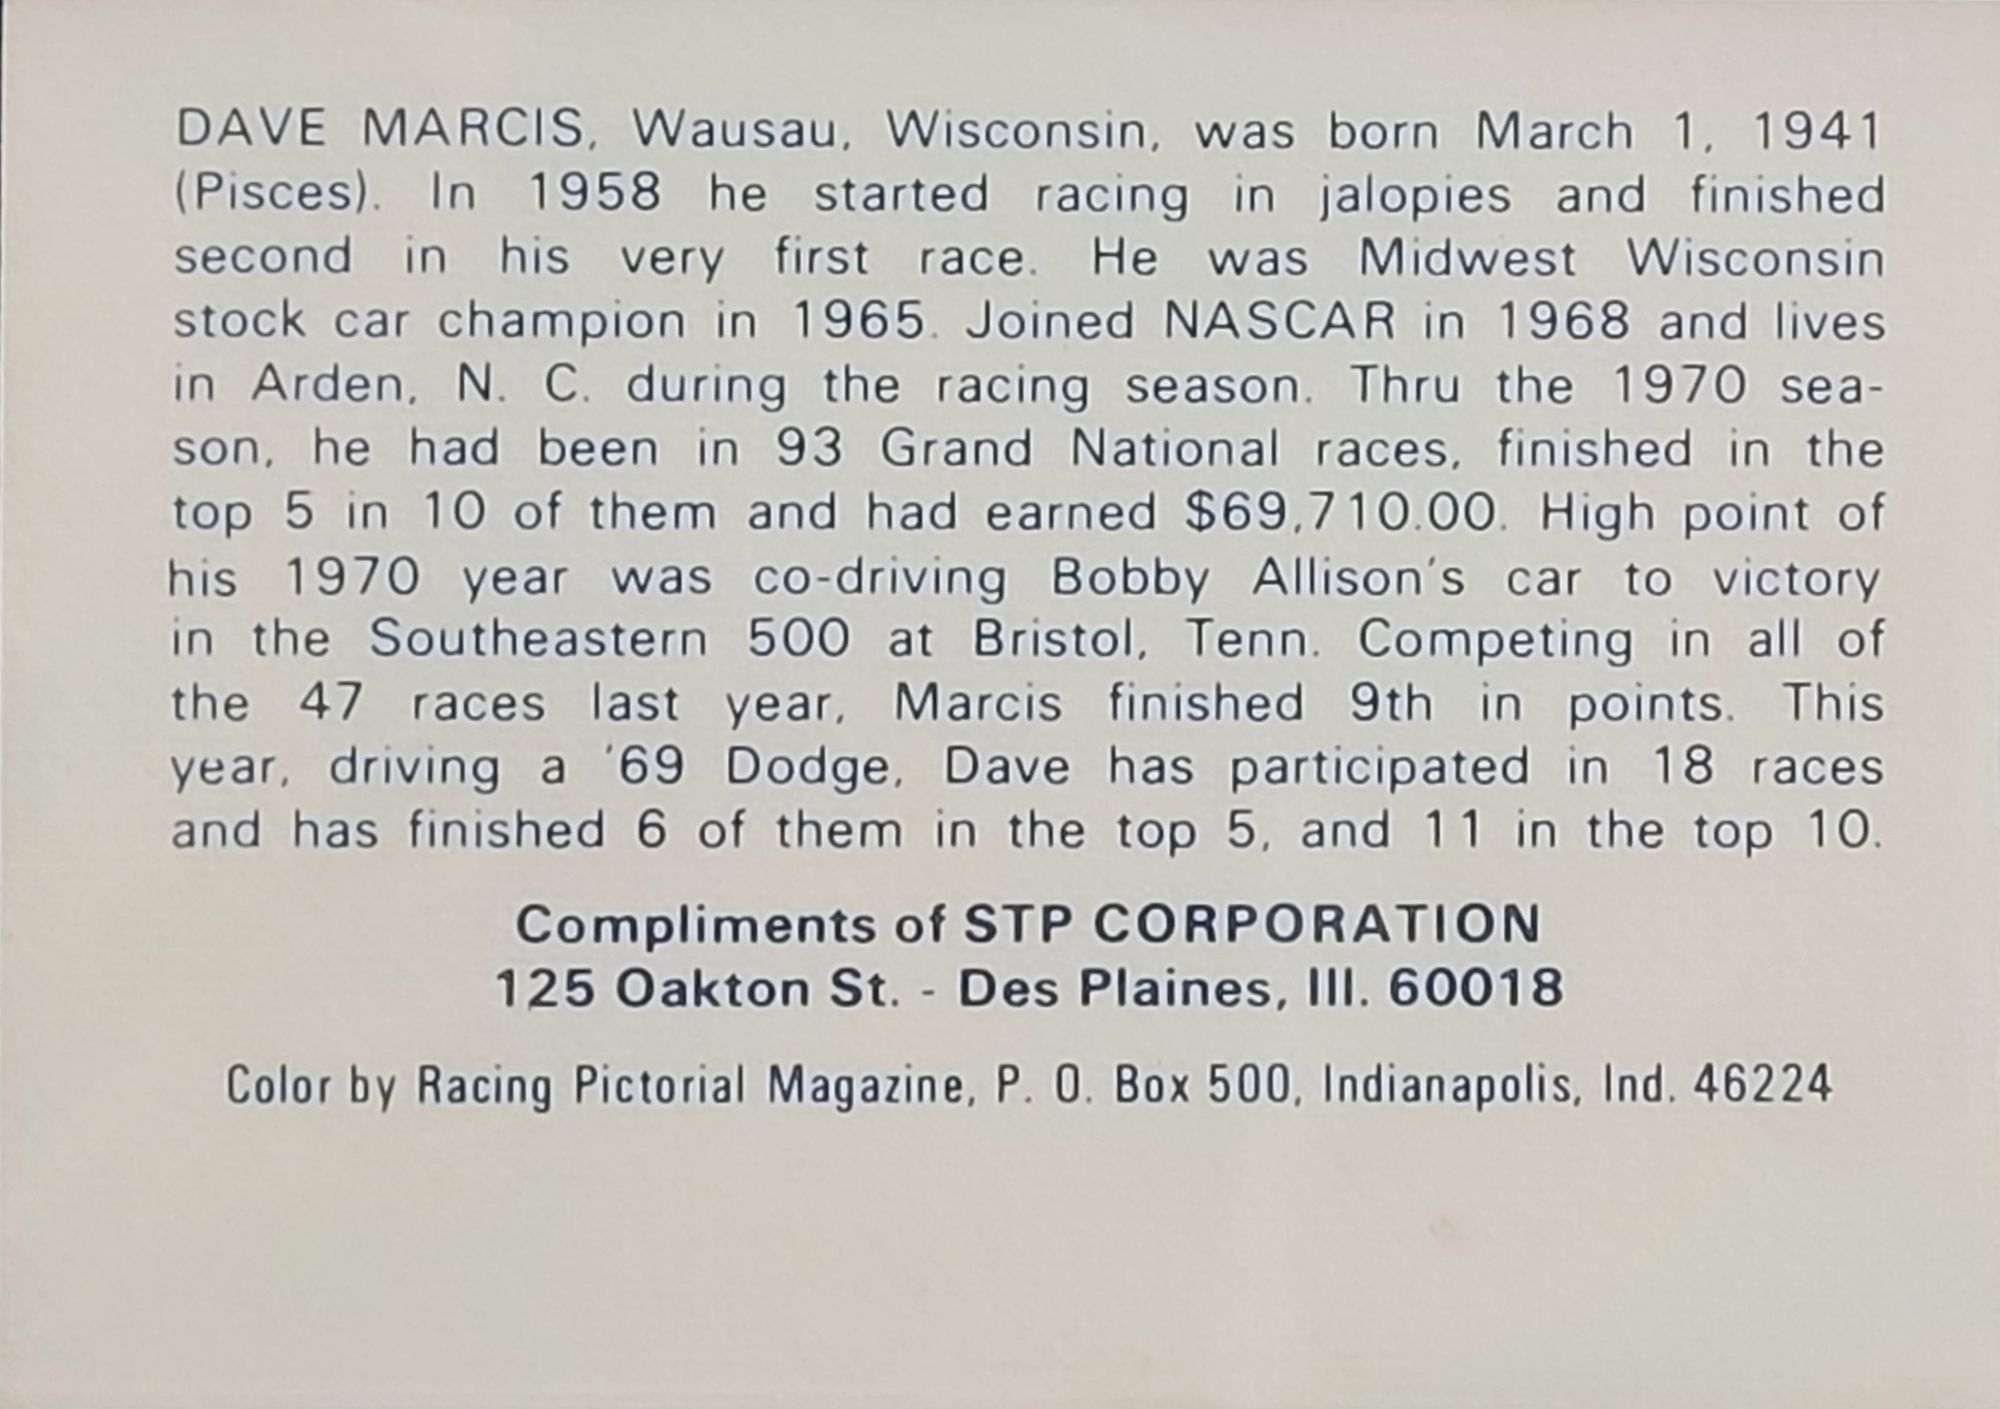 DAVE MARCIS, Wausau, Wisconsin, was born March 1, 1941
(Pisces). In 1958 he started racing in jalopies and finished
second in his very first race. He was Midwest Wisconsin
stock car champion in 1965. Joined NASCAR in 1968 and lives
in Arden, N. C. during the racing season. Thru the 1970 sea-
son, he had been in 93 Grand National races, finished in the
top 5 in 10 of them and had earned $69,710.00. High point of
his 1970 year was co-driving Bobby Allison's car to victory
in the Southeastern 500 at Bristol, Tenn. Competing in all of
the 47 races last year, Marcis finished 9th in points. This
year, driving a '69 Dodge, Dave has participated in 18 races
and has finished 6 of them in the top 5, and 11 in the top 10.
Compliments of STP CORPORATION
125 Oakton St. - Des Plaines, Ill. 60018
Color by Racing Pictorial Magazine, P. O. Box 500, Indianapolis, Ind. 46224